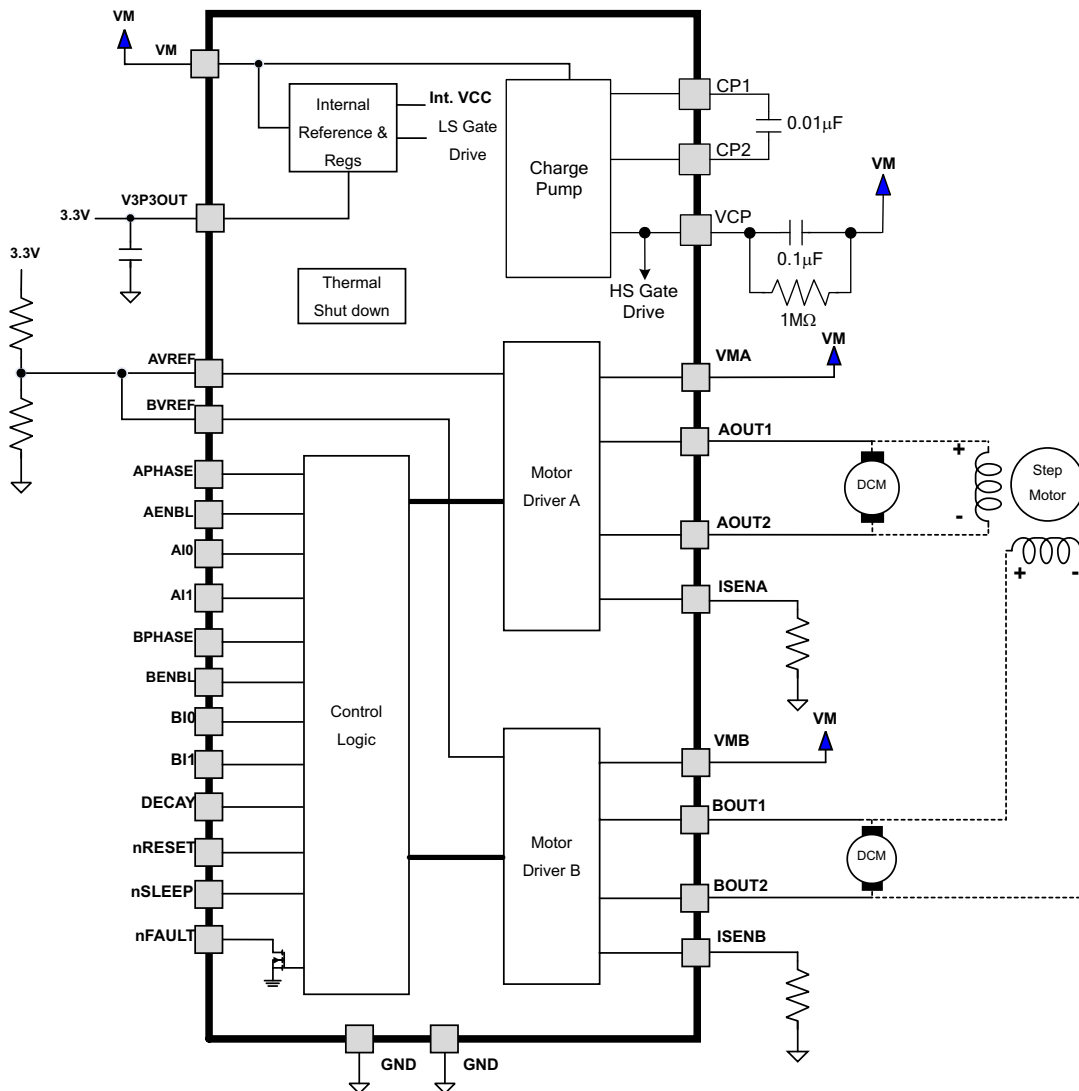 VM
VM
Internal
Reference &
Regs
Int. VCC
LS Gate
Drive
Charge
Pump
CP1
0.01μF
CP2
VM
V3P3OUT
3.3V
VCP
3.3V
0.1μF
HS Gate
Drive
1MΩ
Thermal
Shut down
VM
AVREF
VMA
BVREF
AOUT1
APHASE
Motor
Driver A
DCM
+
-
Step
Motor
AENBL
AOUT2
AI0
+
-
AI1
ISENA
BPHASE
BENBL
Control
Logic
BI0
VM
BI1
VMB
DECAY
BOUT1
nRESET
Motor
Driver B
DCM
nSLEEP
BOUT2
nFAULT
ISENB
GND
GND